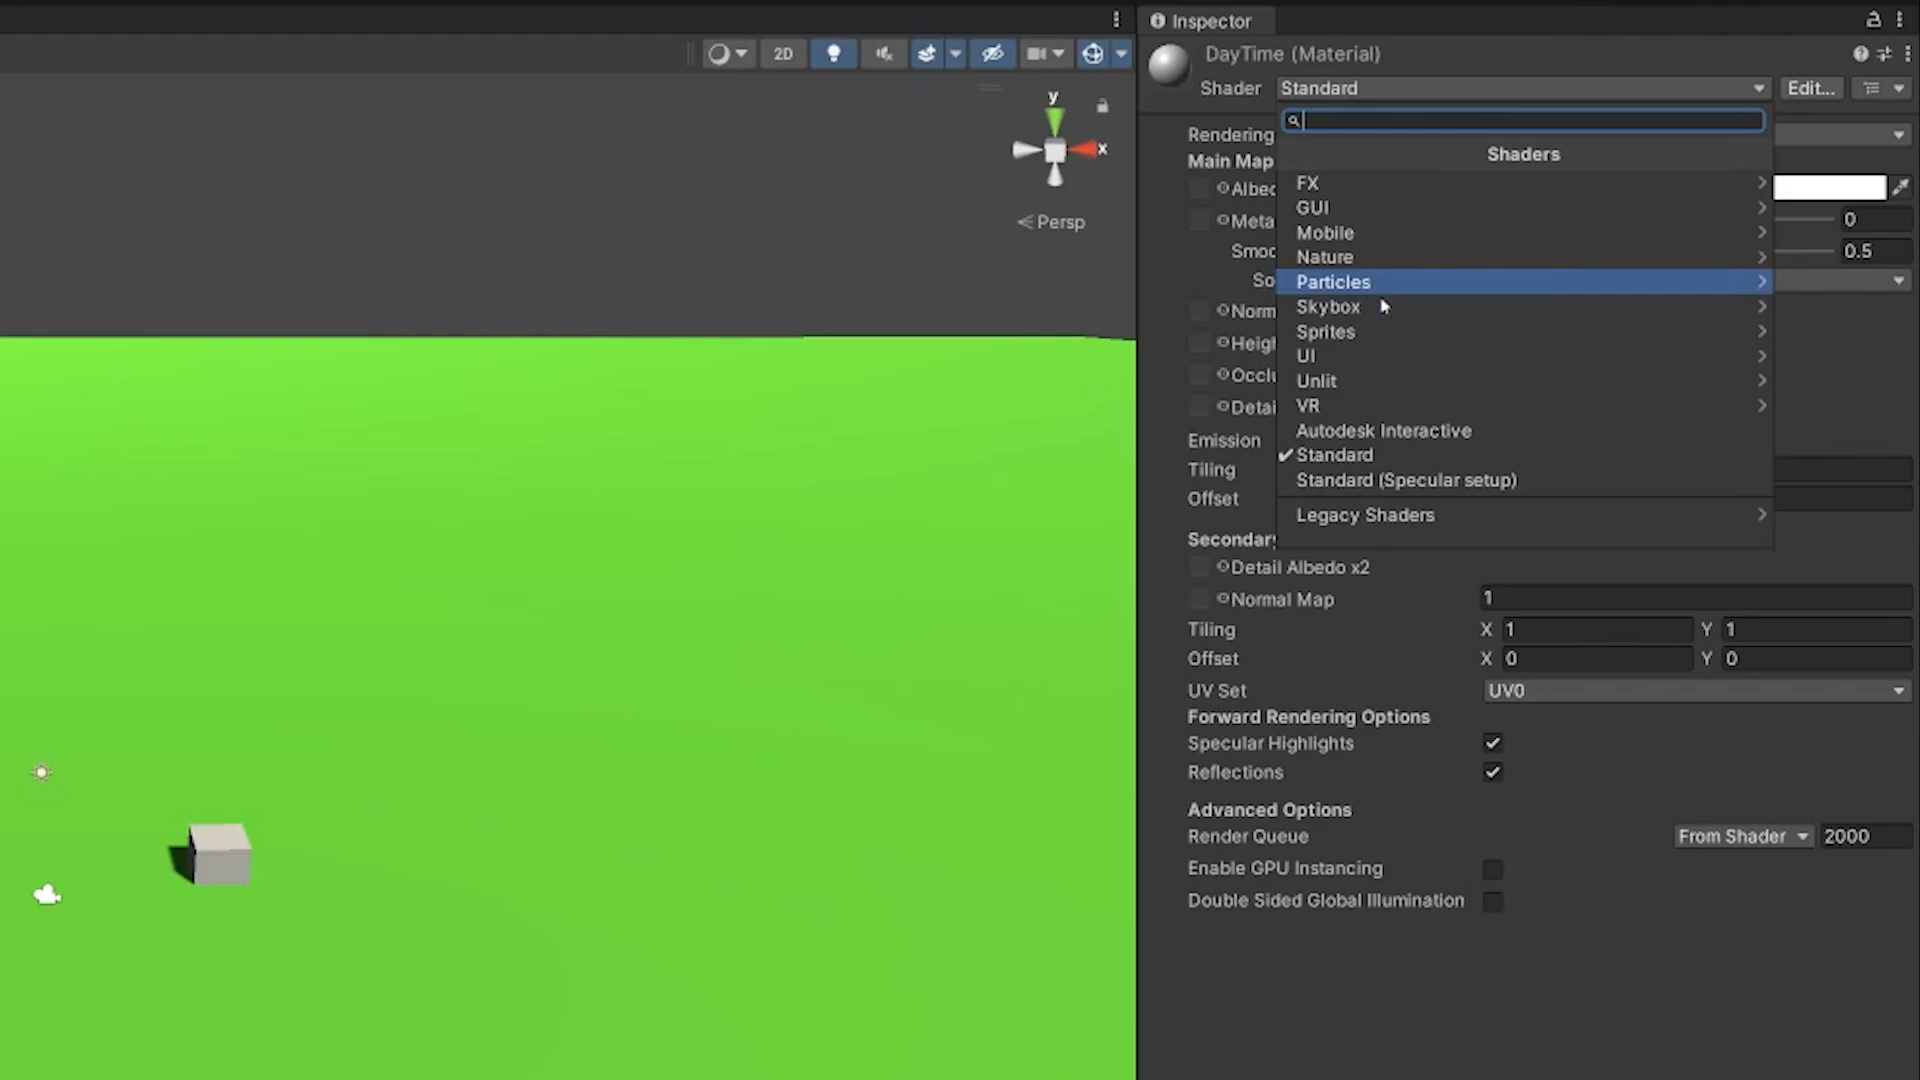 Inspector
2D
DayTime (Material)
Shader Standard Edit...
y
x
Persp
Shaders
FX
GUI
Mobile
Nature
Particles
Skybox
Sprites
UI
Unlit
VR
Autodesk Interactive
Standard
Standard (Specular setup)
Legacy Shaders
Rendering
Main Map
Albed
Meta 0
Smoo 0.5
So
Norm
Heigh
Occlu
Detai
Emission
Tiling
Offset
Secondary
Detail Albedo x2
Normal Map 1
Tiling X 1 Y 1
Offset X 0 Y 0
UV Set UV0
Forward Rendering Options
Specular Highlights
Reflections
Advanced Options
Render Queue From Shader 2000
Enable GPU Instancing
Double Sided Global Illumination